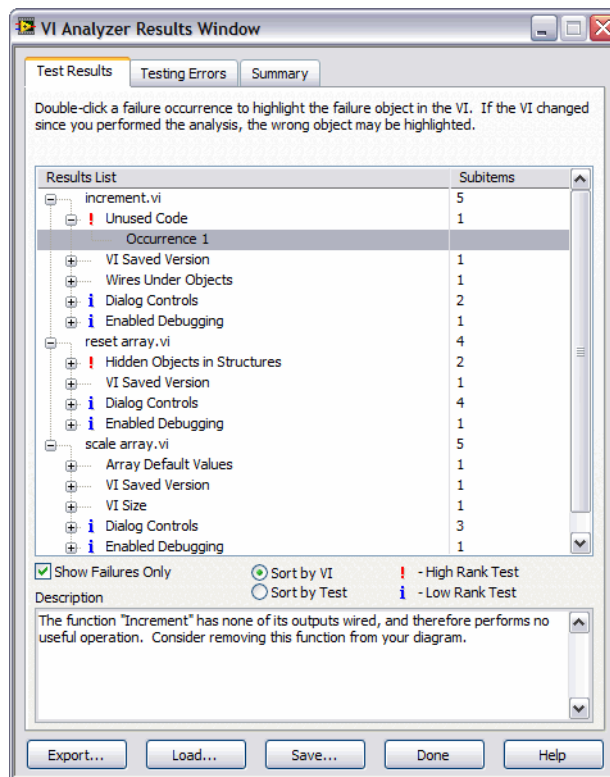 VI Analyzer Results Window
Test Results Testing Errors Summary
Double-click a failure occurrence to highlight the failure object in the VI. If the VI changed
since you performed the analysis, the wrong object may be highlighted.
Results List Subitems
increment.vi 5
! Unused Code 1
Occurrence 1
VI Saved Version 1
Wires Under Objects 1
i Dialog Controls 2
i Enabled Debugging 1
reset array.vi 4
! Hidden Objects in Structures 2
VI Saved Version 1
i Dialog Controls 4
i Enabled Debugging 1
scale array.vi 5
Array Default Values 1
VI Saved Version 1
VI Size 1
i Dialog Controls 3
i Enabled Debugging 1
Show Failures Only Sort by VI ! - High Rank Test
Sort by Test i - Low Rank Test
Description
The function "Increment" has none of its outputs wired, and therefore performs no
useful operation. Consider removing this function from your diagram.
Export... Load... Save... Done Help